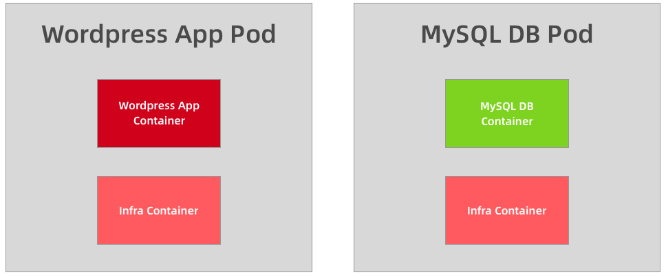 Wordpress App Pod
Wordpress App
Container
Infra Container
MySQL DB Pod
MySQL DB
Container
Infra Container